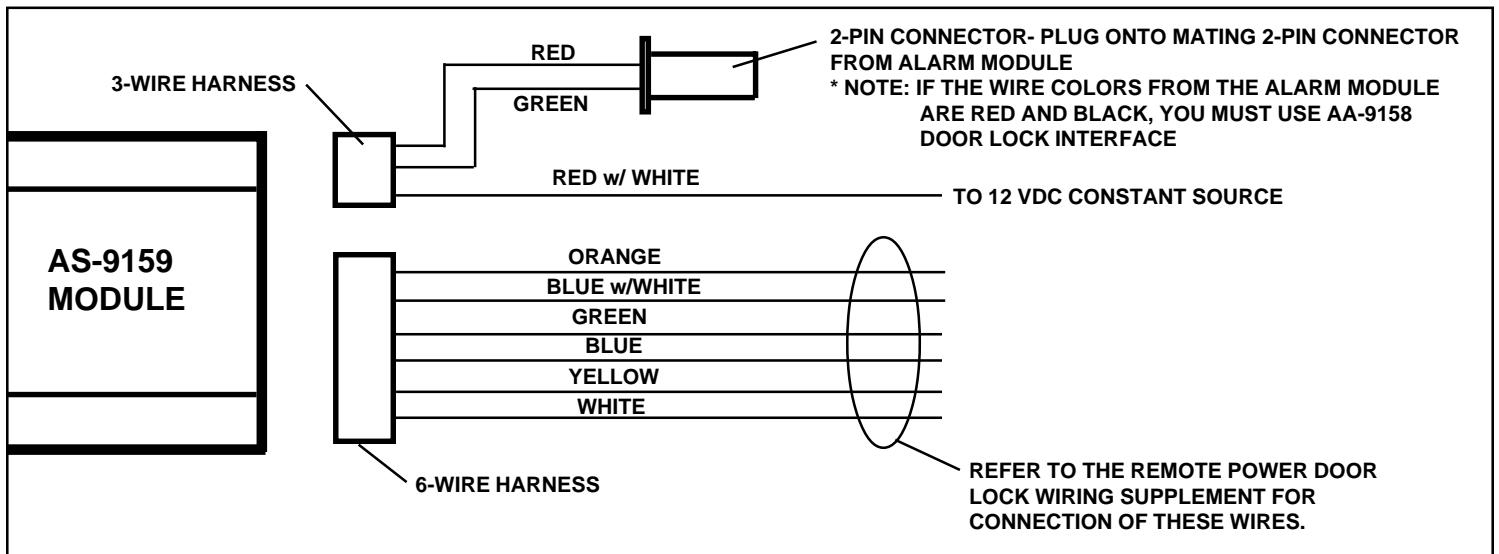 2-PIN CONNECTOR- PLUG ONTO MATING 2-PIN CONNECTOR
FROM ALARM MODULE
* NOTE: IF THE WIRE COLORS FROM THE ALARM MODULE
ARE RED AND BLACK, YOU MUST USE AA-9158
DOOR LOCK INTERFACE
RED
3-WIRE HARNESS
GREEN
RED w/ WHITE
TO 12 VDC CONSTANT SOURCE
AS-9159
MODULE
ORANGE
BLUE w/WHITE
GREEN
BLUE
YELLOW
WHITE
6-WIRE HARNESS
REFER TO THE REMOTE POWER DOOR
LOCK WIRING SUPPLEMENT FOR
CONNECTION OF THESE WIRES.